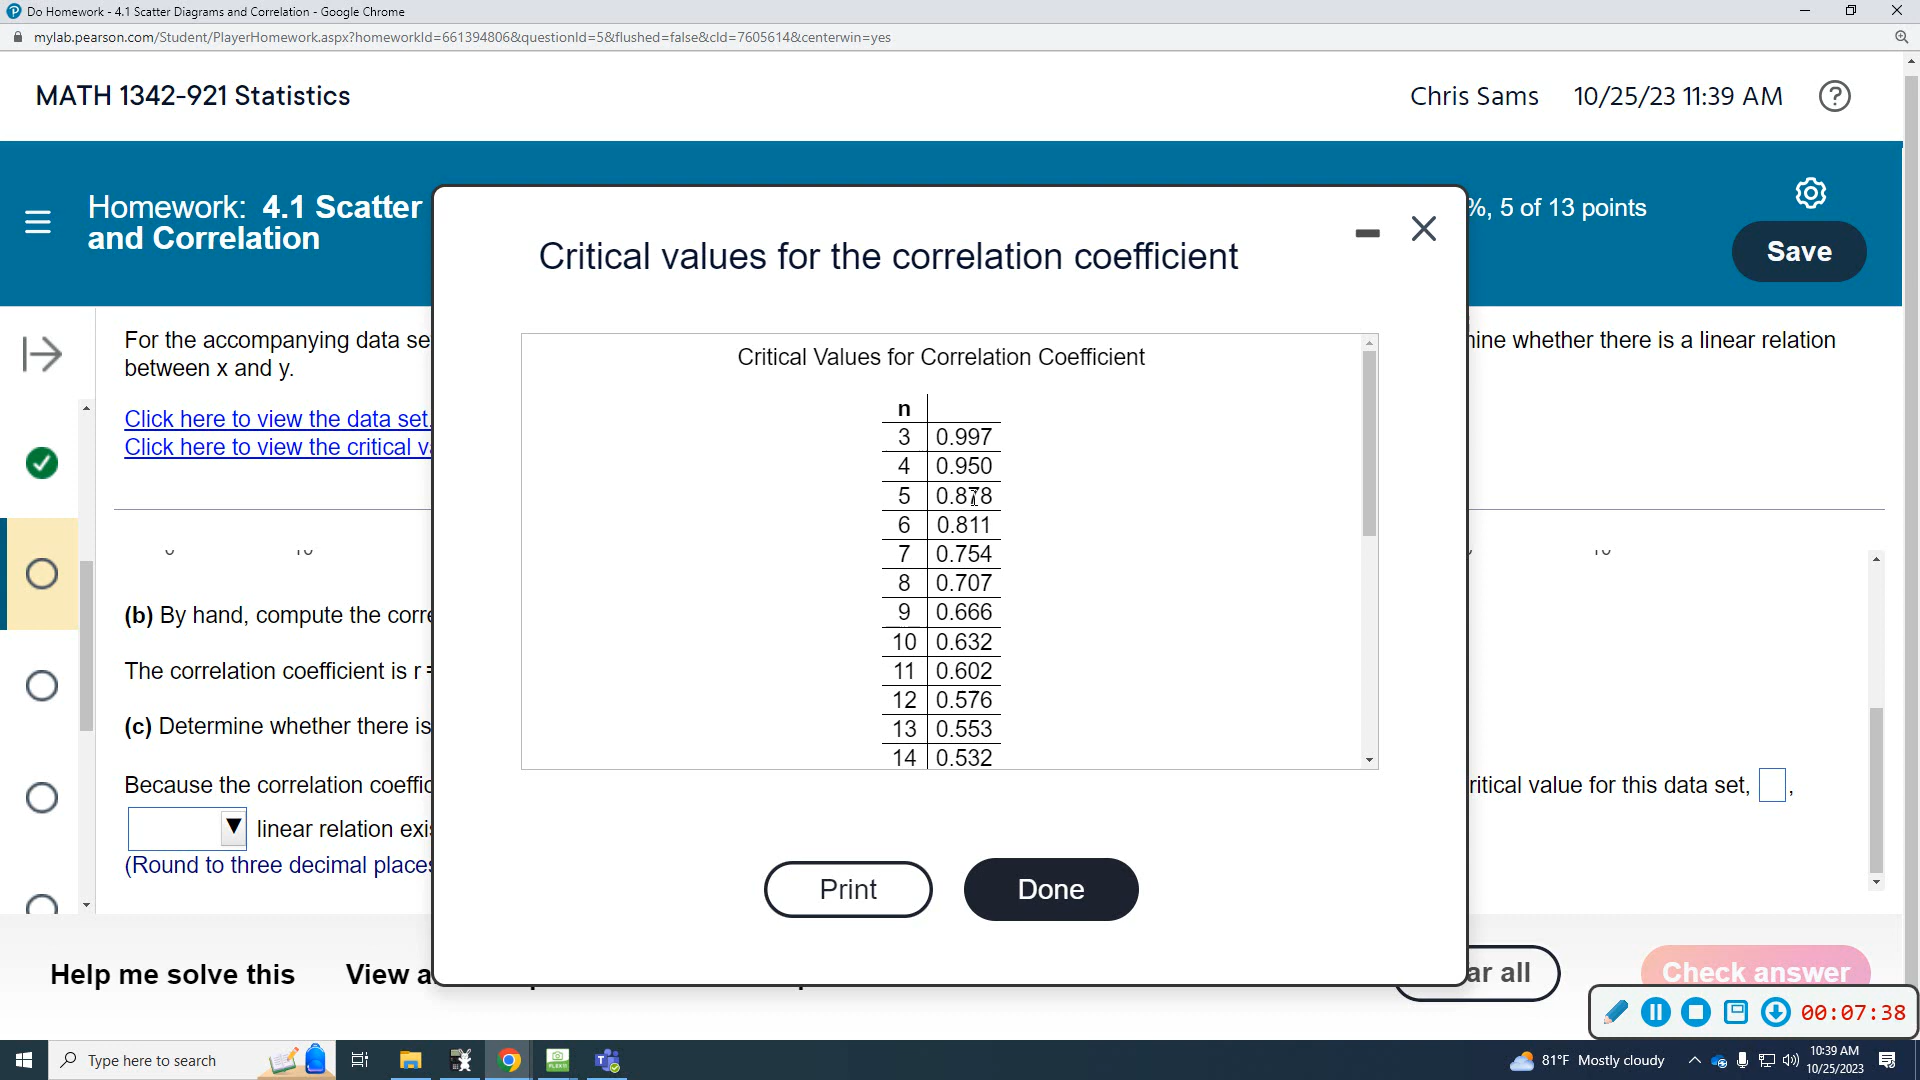 Do Homework - 4.1 Scatter Diagrams and Correlation - Google Chrome
mylab.pearson.com/Student/PlayerHomework.aspx?homeworkId=661394806&questionId=5&flushed=false&cId=7605614&centerwin=yes
MATH 1342-921 Statistics
Chris Sams 10/25/23 11:39 AM
Homework: 4.1 Scatter
and Correlation
%, 5 of 13 points
Save
Critical values for the correlation coefficient
For the accompanying data se
between x and y.
ine whether there is a linear relation
Click here to view the data set.
Click here to view the critical v
Critical Values for Correlation Coefficient
n
3 0.997
4 0.950
5 0.878
6 0.811
7 0.754
8 0.707
9 0.666
10 0.632
11 0.602
12 0.576
13 0.553
14 0.532
(b) By hand, compute the corre
The correlation coefficient is r =
(c) Determine whether there is
Because the correlation coeffic
ritical value for this data set, ,
linear relation exi
(Round to three decimal places
Print
Done
Help me solve this
View a
ar all
Check answer
00:07:38
Type here to search
81°F Mostly cloudy
10:39 AM
10/25/2023